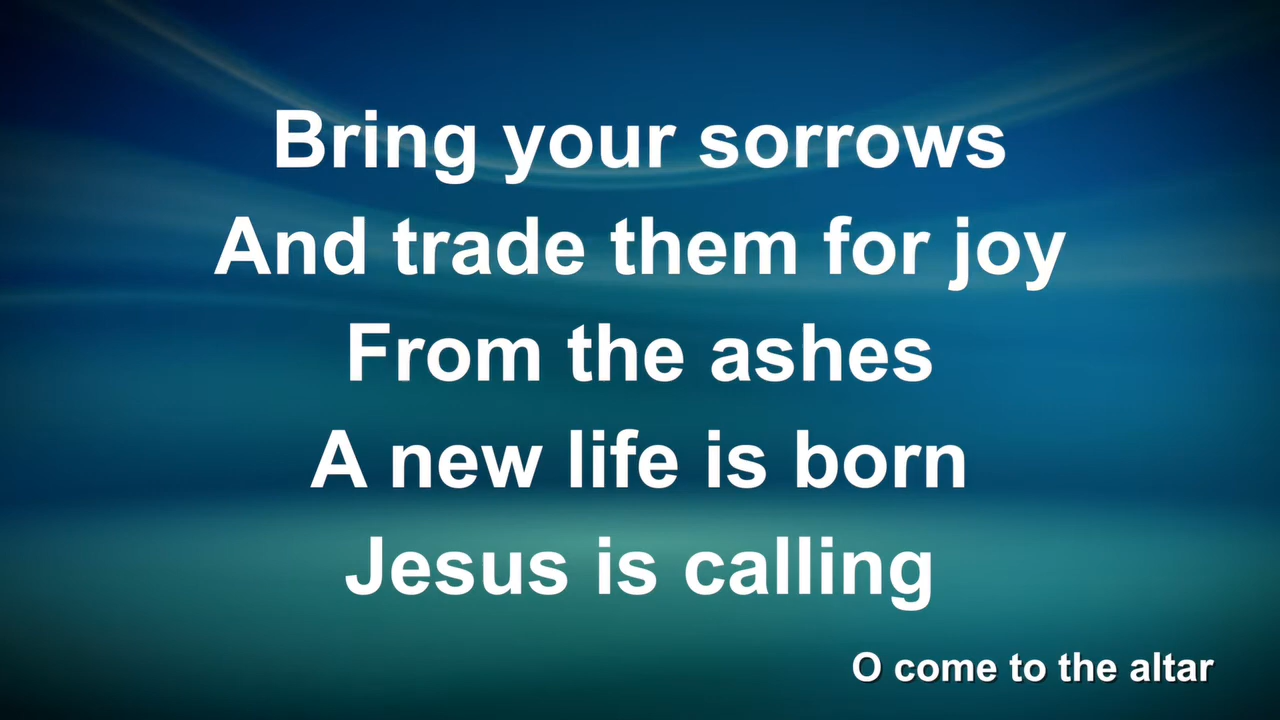 Bring your sorrows
And trade them for joy
From the ashes
A new life is born
Jesus is calling
O come to the altar